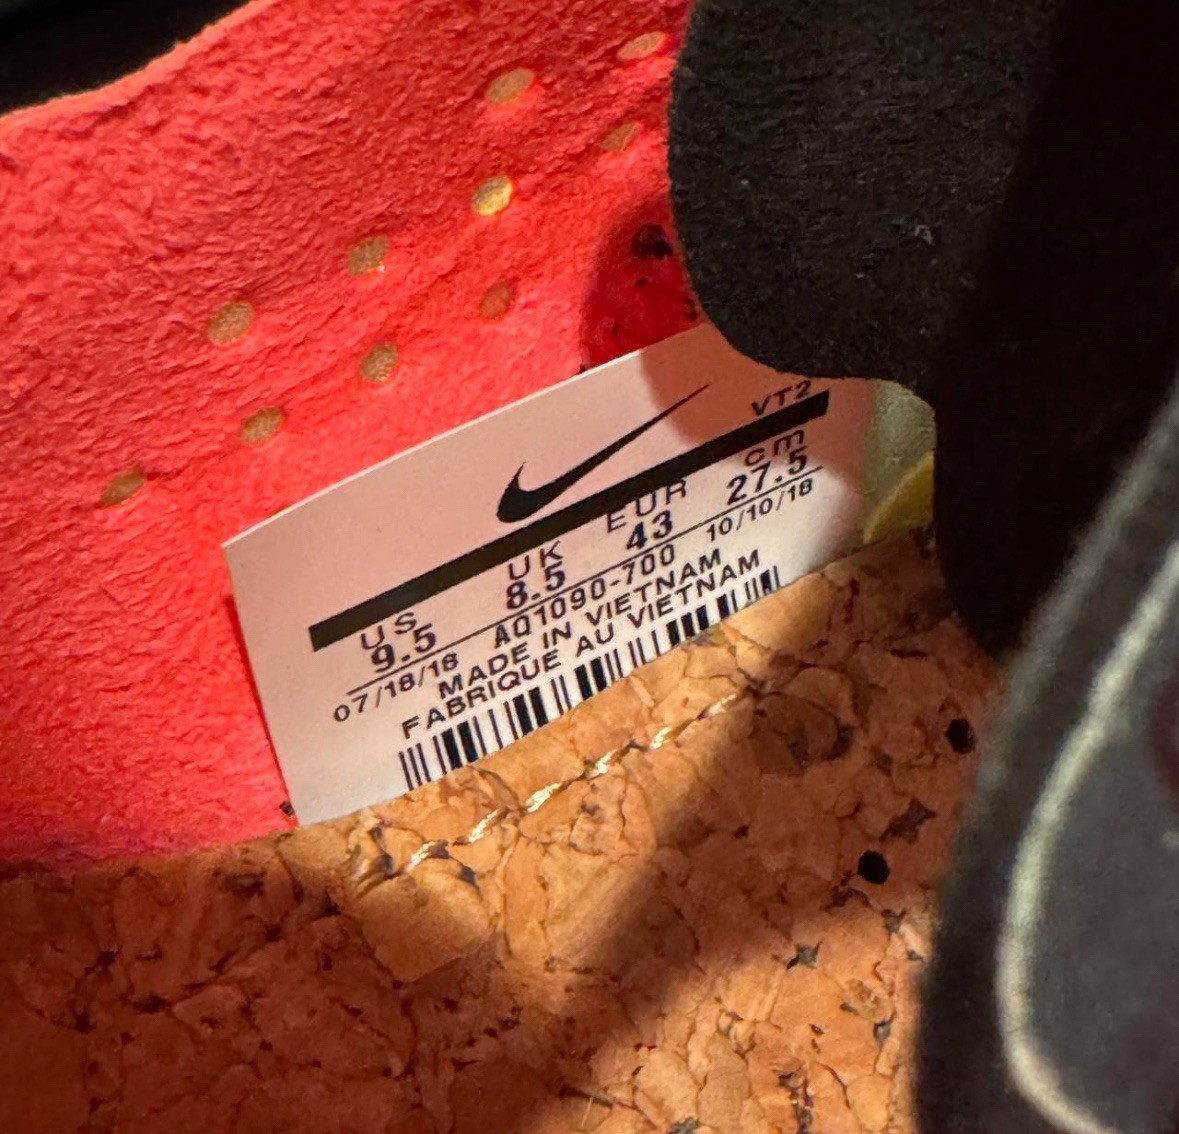 VT2
US UK EUR cm
9.5 8.5 43 27.5
07/18/18 AQ1090-700 10/10/18
MADE IN VIETNAM
FABRIQUE AU VIETNAM